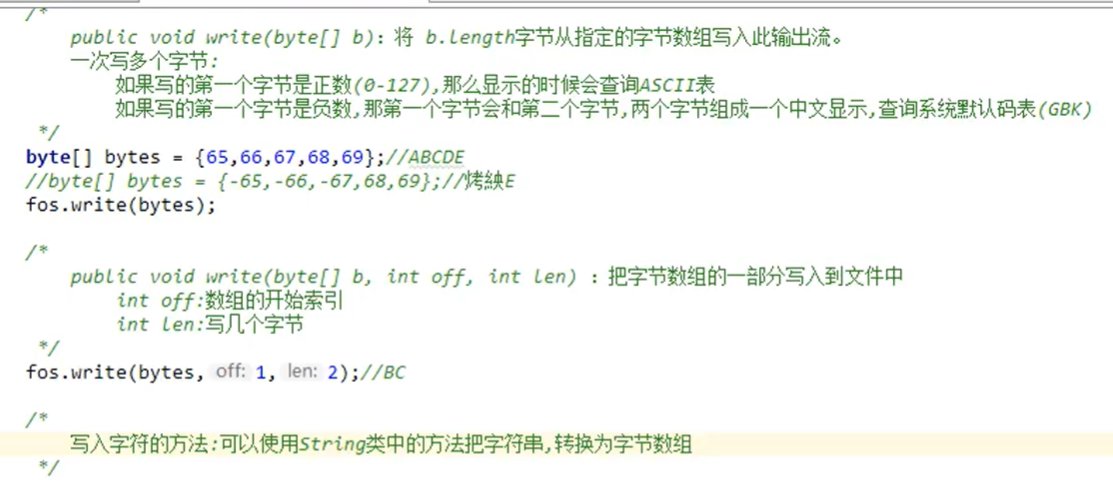 /*
public void write(byte[] b)：将 b.length字节从指定的字节数组写入此输出流。
一次写多个字节:
如果写的第一个字节是正数(0-127),那么显示的时候会查询ASCII表
如果写的第一个字节是负数,那第一个字节会和第二个字节,两个字节组成一个中文显示,查询系统默认码表(GBK)
*/
byte[] bytes = {65,66,67,68,69};//ABCDE
//byte[] bytes = {-65,-66,-67,68,69};//烤紻E
fos.write(bytes);
/*
public void write(byte[] b, int off, int len) ：把字节数组的一部分写入到文件中
int off:数组的开始索引
int len:写几个字节
*/
fos.write(bytes, off: 1, len: 2);//BC
/*
写入字符的方法:可以使用String类中的方法把字符串,转换为字节数组
*/